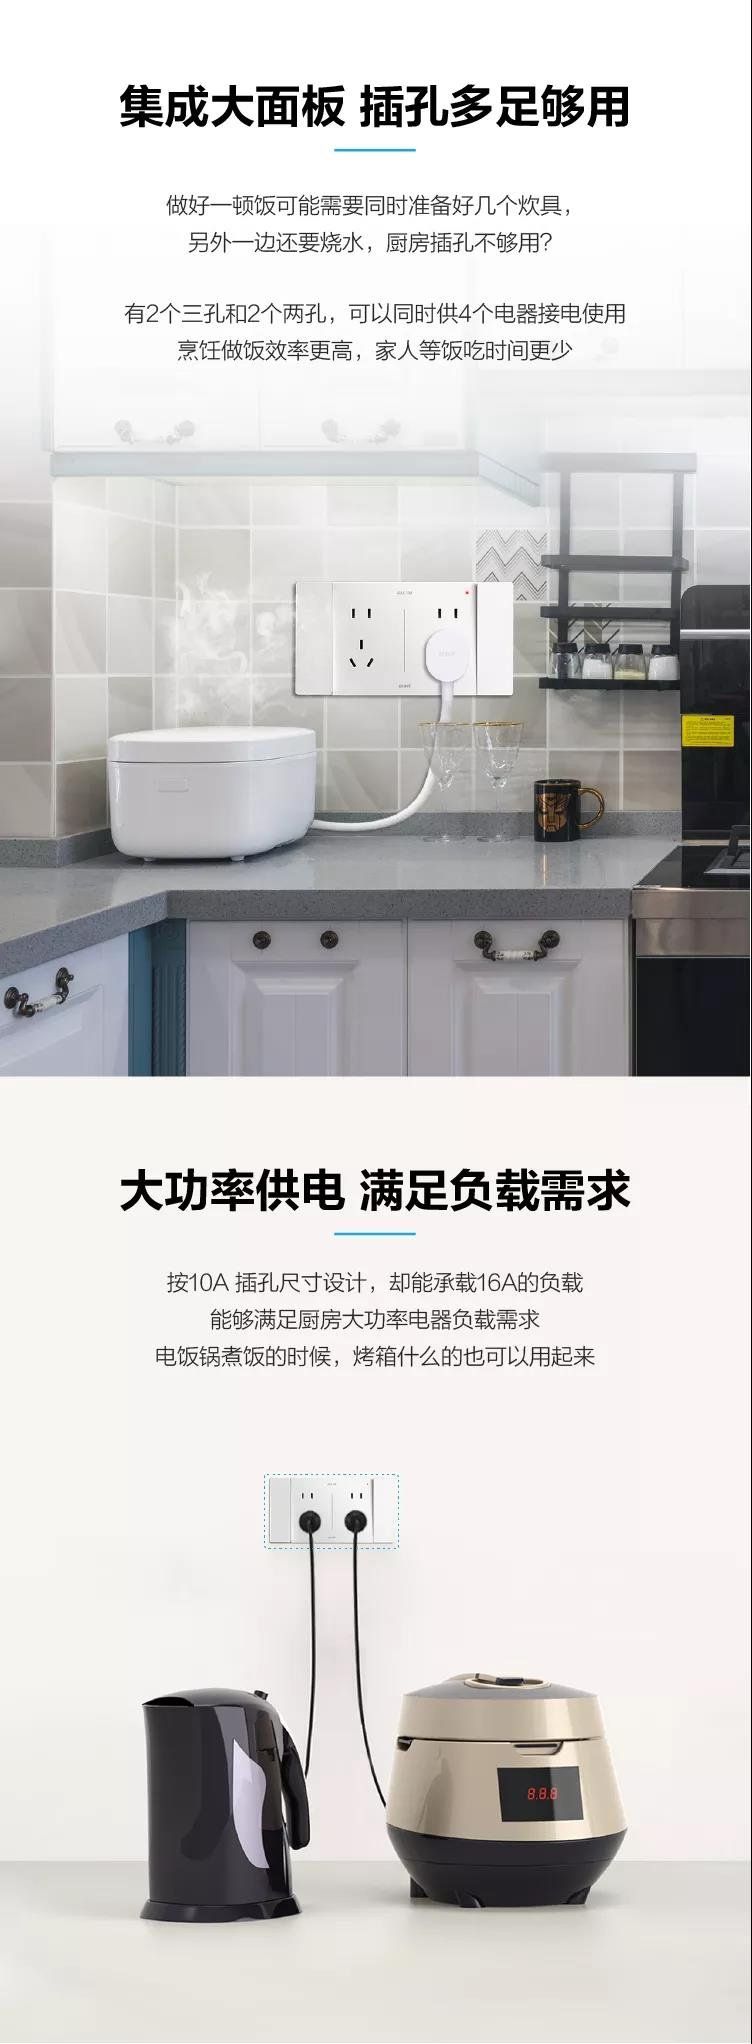 集成大面板 插孔多足够用
做好一顿饭可能需要同时准备好几个炊具，
另外一边还要烧水，厨房插孔不够用？
有2个三孔和2个两孔，可以同时供4个电器接电使用
烹饪做饭效率更高，家人等饭吃时间更少
大功率供电 满足负载需求
按10A 插孔尺寸设计，却能承载16A的负载
能够满足厨房大功率电器负载需求
电饭锅煮饭的时候，烤箱什么的也可以用起来
8.8.8